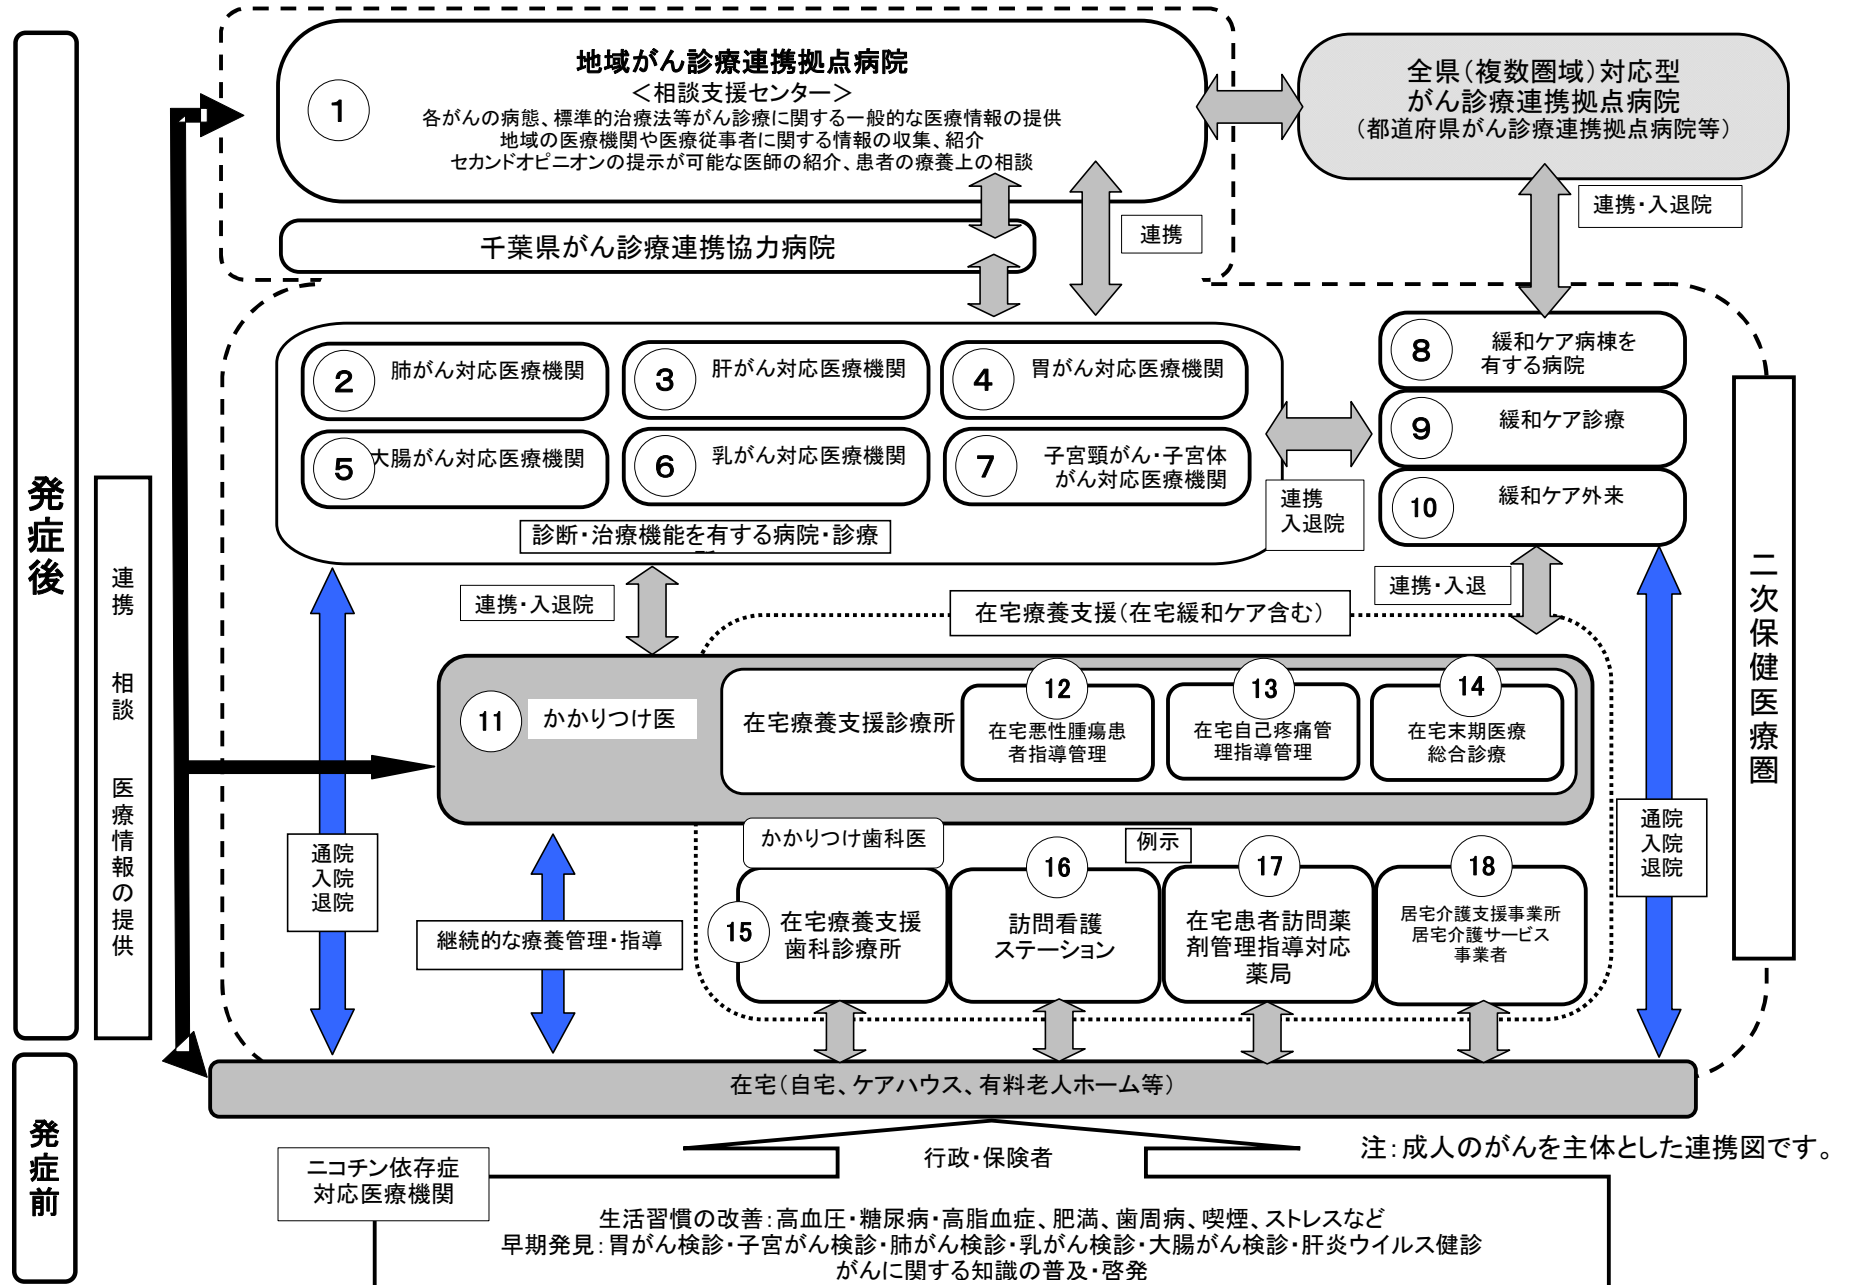 地域がん診療連携拠点病院
＜相談支援センター＞
各がんの病態、標準的治療法等がん診療に関する一般的な医療情報の提供
地域の医療機関や医療従事者に関する情報の収集、紹介
セカンドオピニオンの提示が可能な医師の紹介、患者の療養上の相談
1
全県（複数圏域）対応型
がん診療連携拠点病院
（都道府県がん診療連携拠点病院等）
連携・入退院
連携
千葉県がん診療連携協力病院
2
肺がん対応医療機関
3
肝がん対応医療機関
4
胃がん対応医療機関
5
大腸がん対応医療機関
6
乳がん対応医療機関
7
子宮頸がん・子宮体
がん対応医療機関
診断・治療機能を有する病院・診療
8
緩和ケア病棟を
有する病院
9
緩和ケア診療
10
緩和ケア外来
連携
入退院
発症後
連携　相談　医療情報の提供
二次保健医療圏
連携・入退院
連携・入退
在宅療養支援（在宅緩和ケア含む）
11
かかりつけ医
在宅療養支援診療所
12
在宅悪性腫瘍患
者指導管理
13
在宅自己疼痛管
理指導管理
14
在宅末期医療
総合診療
通院
入院
退院
継続的な療養管理・指導
かかりつけ歯科医
例示
15
在宅療養支援
歯科診療所
16
訪問看護
ステーション
17
在宅患者訪問薬
剤管理指導対応
薬局
18
居宅介護支援事業所
居宅介護サービス
事業者
通院
入院
退院
在宅（自宅、ケアハウス、有料老人ホーム等）
発症前
ニコチン依存症
対応医療機関
行政・保険者
注：成人のがんを主体とした連携図です。
生活習慣の改善：高血圧・糖尿病・高脂血症、肥満、歯周病、喫煙、ストレスなど
早期発見：胃がん検診・子宮がん検診・肺がん検診・乳がん検診・大腸がん検診・肝炎ウイルス健診
がんに関する知識の普及・啓発